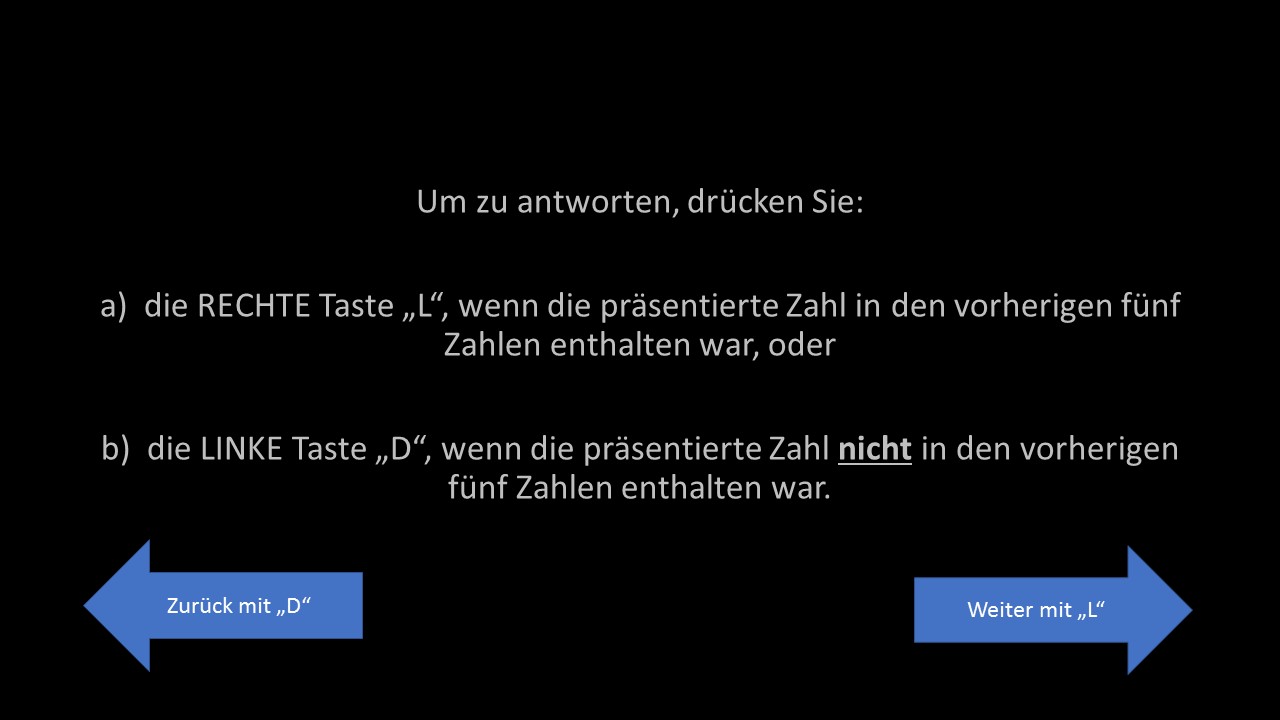 Um zu antworten, drücken Sie:
a) die RECHTE Taste „L“, wenn die präsentierte Zahl in den vorherigen fünf
Zahlen enthalten war, oder
b) die LINKE Taste „D“, wenn die präsentierte Zahl nicht in den vorherigen
fünf Zahlen enthalten war.
Zurück mit „D“
Weiter mit „L“